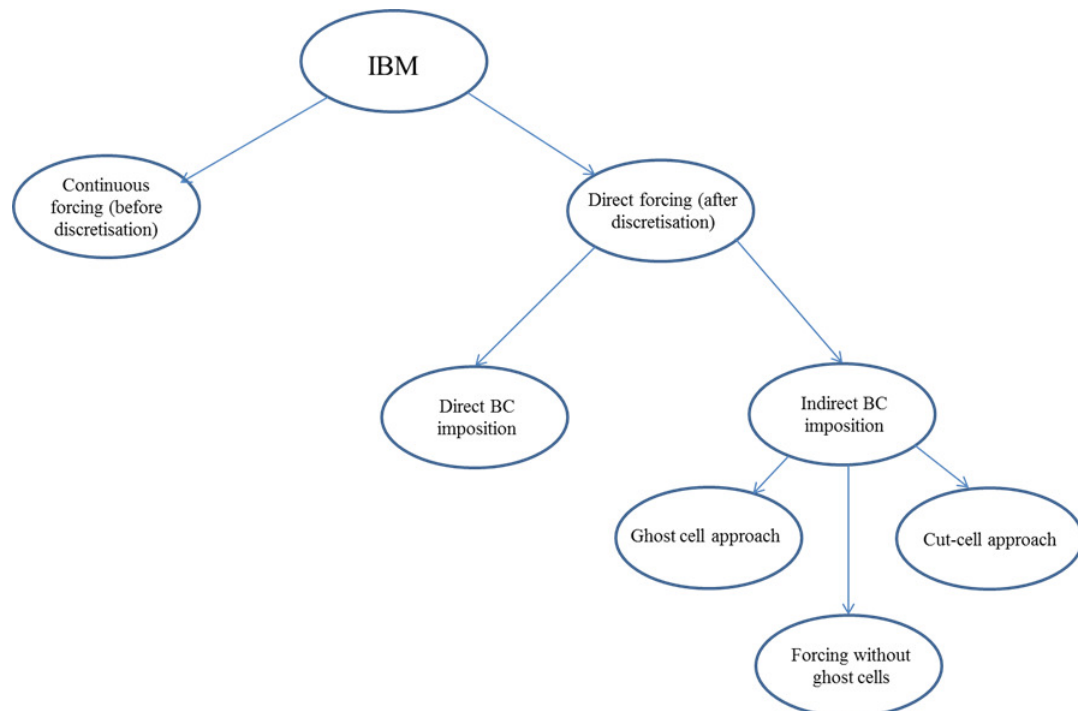 IBM
Continuous
forcing (before
discretisation)
Direct forcing (after
discretisation)
Direct BC
imposition
Indirect BC
imposition
Ghost cell approach
Cut-cell approach
Forcing without
ghost cells